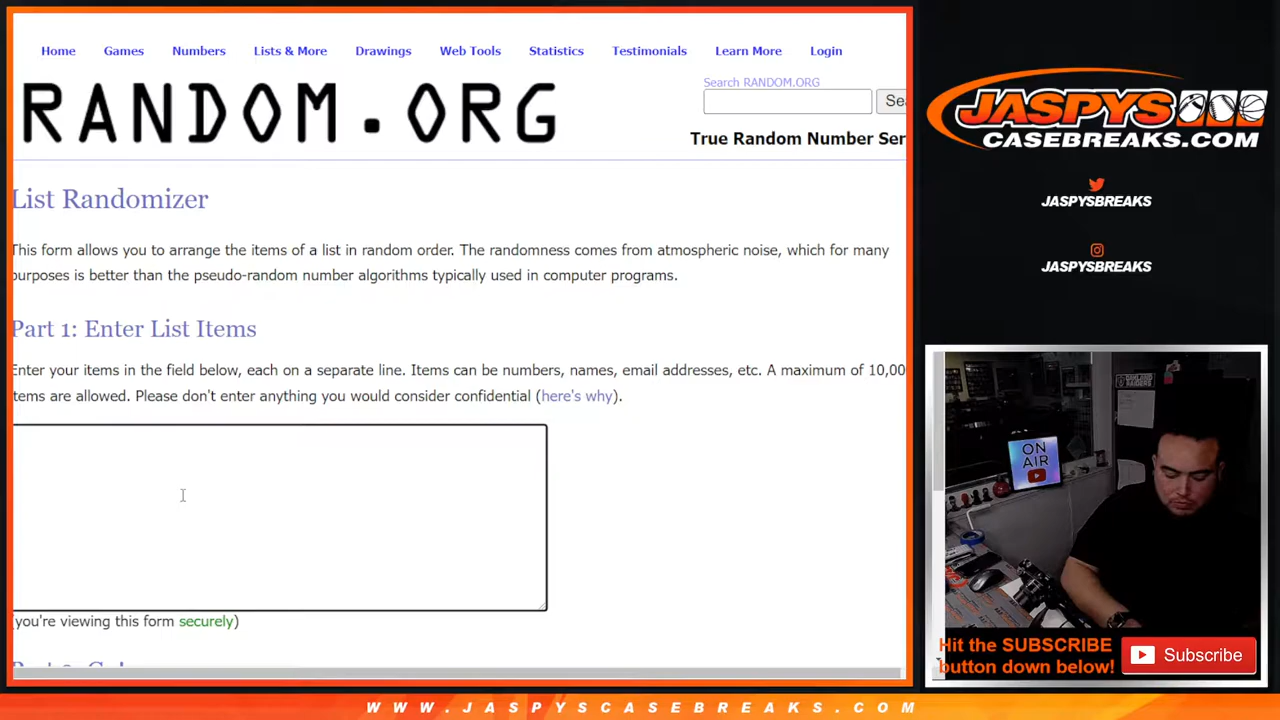 Home Games Numbers Lists & More Drawings Web Tools Statistics Testimonials Learn More Login
RANDOM.ORG
Search RANDOM.ORG
Sea
True Random Number Ser
List Randomizer
This form allows you to arrange the items of a list in random order. The randomness comes from atmospheric noise, which for many
purposes is better than the pseudo-random number algorithms typically used in computer programs.
Part 1: Enter List Items
Enter your items in the field below, each on a separate line. Items can be numbers, names, email addresses, etc. A maximum of 10,00
items are allowed. Please don't enter anything you would consider confidential (here's why).
(you're viewing this form securely)
JASPYS
CASEBREAKS.COM
JASPYSBREAKS
JASPYSBREAKS
OAKLAND
RAIDERS
ON
AIR
Hit the SUBSCRIBE
button down below!
Subscribe
WWW.JASPYSCASEBREAKS.COM